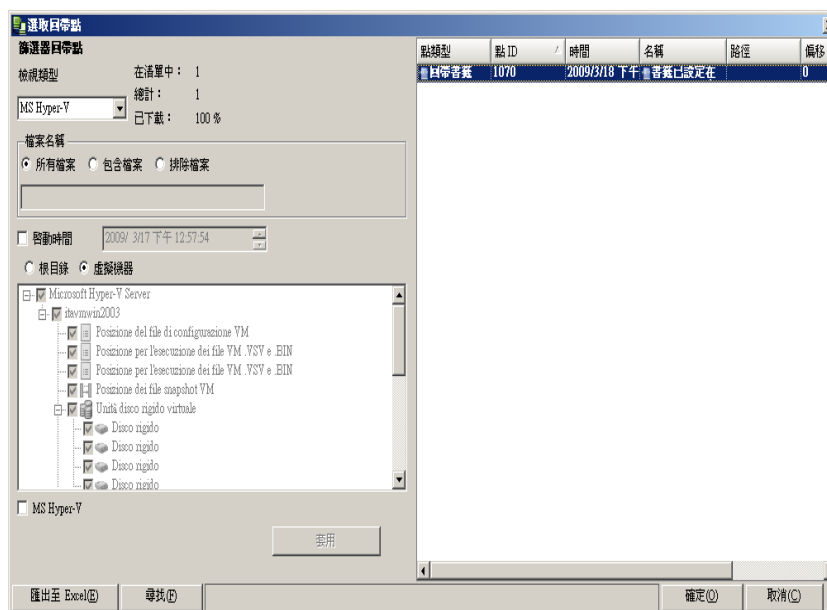 選取回帶點
篩選器回帶點
檢視類型
在清單中： 1
總計： 1
MS Hyper-V
已下載： 100 %
檔案名稱
所有檔案 包含檔案 排除檔案
啓動時間 2009/ 3/17 下午 12:57:54
根目錄 虛擬機器
Microsoft Hyper-V Server
itavmwin2003
Posizione del file di configurazione VM
Posizione per l'esecuzione dei file VM .VSV e .BIN
Posizione per l'esecuzione dei file VM .VSV e .BIN
Posizione dei file snapshot VM
Unità disco rigido virtuale
Disco rigido
Disco rigido
Disco rigido
Disco rigido
MS Hyper-V
套用
點類型 點 ID 時間 名稱 路徑 偏移
回帶書籤 1070 2009/3/18 下午 書籤已設定在 0
匯出至 Excel(E) 尋找(F) 確定(O) 取消(C)